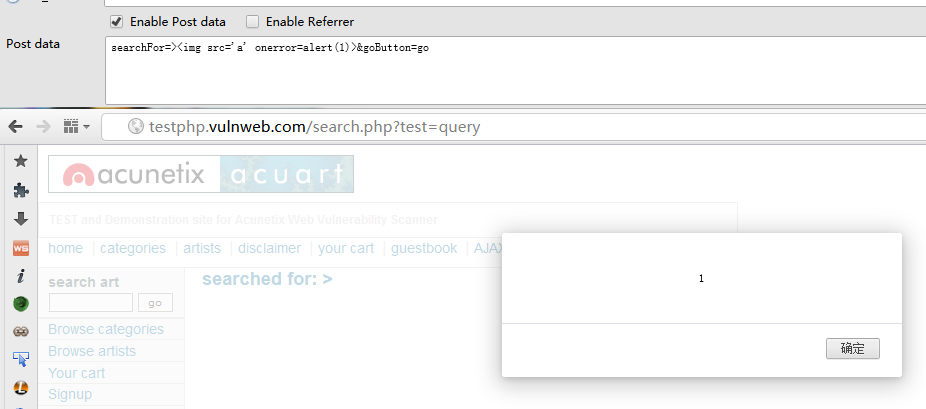 Enable Post data Enable Referrer
Post data
searchFor=><img src='a' onerror=alert(1)>&goButton=go
testphp.vulnweb.com/search.php?test=query
acunetix acuart
TEST and Demonstration site for Acunetix Web Vulnerability Scanner
home categories artists disclaimer your cart guestbook AJAX
search art
go
searched for: >
Browse categories
Browse artists
Your cart
Signup
1
确定
WS
i